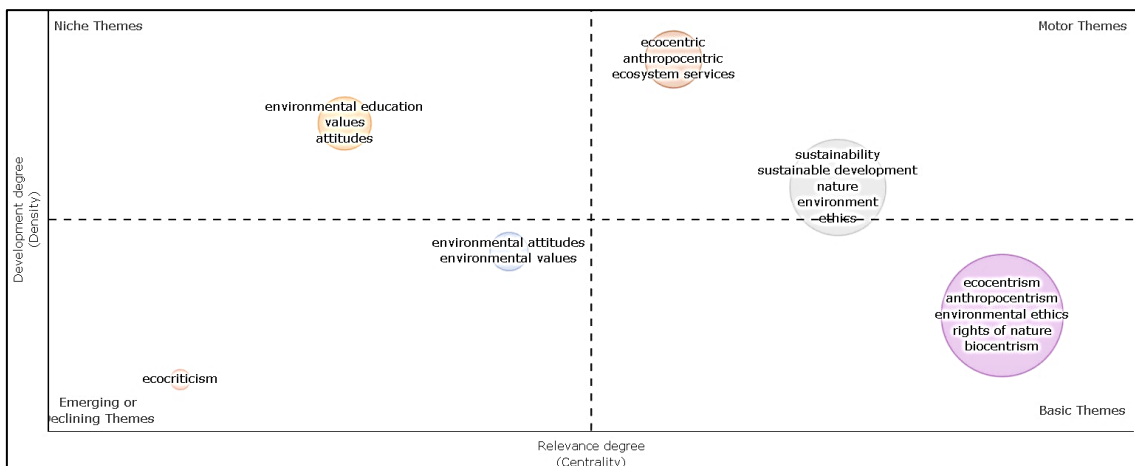 Niche Themes
Motor Themes
ecocentric
anthropocentric
ecosystem services
environmental education
values
attitudes
sustainability
sustainable development
nature
environment
ethics
environmental attitudes
environmental values
ecocentrism
anthropocentrism
environmental ethics
rights of nature
biocentrism
ecocriticism
Emerging or
eclining Themes
Basic Themes
Development degree
(Density)
Relevance degree
(Centrality)